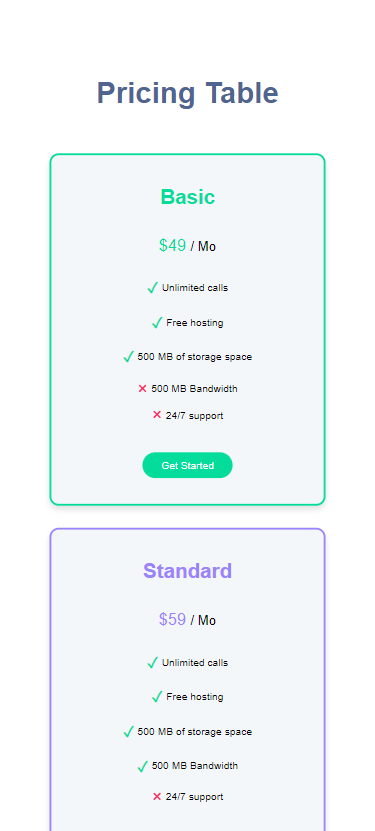 Pricing Table
Basic
$49 / Mo
Unlimited calls
Free hosting
500 MB of storage space
500 MB Bandwidth
24/7 support
Get Started
Standard
$59 / Mo
Unlimited calls
Free hosting
500 MB of storage space
500 MB Bandwidth
24/7 support